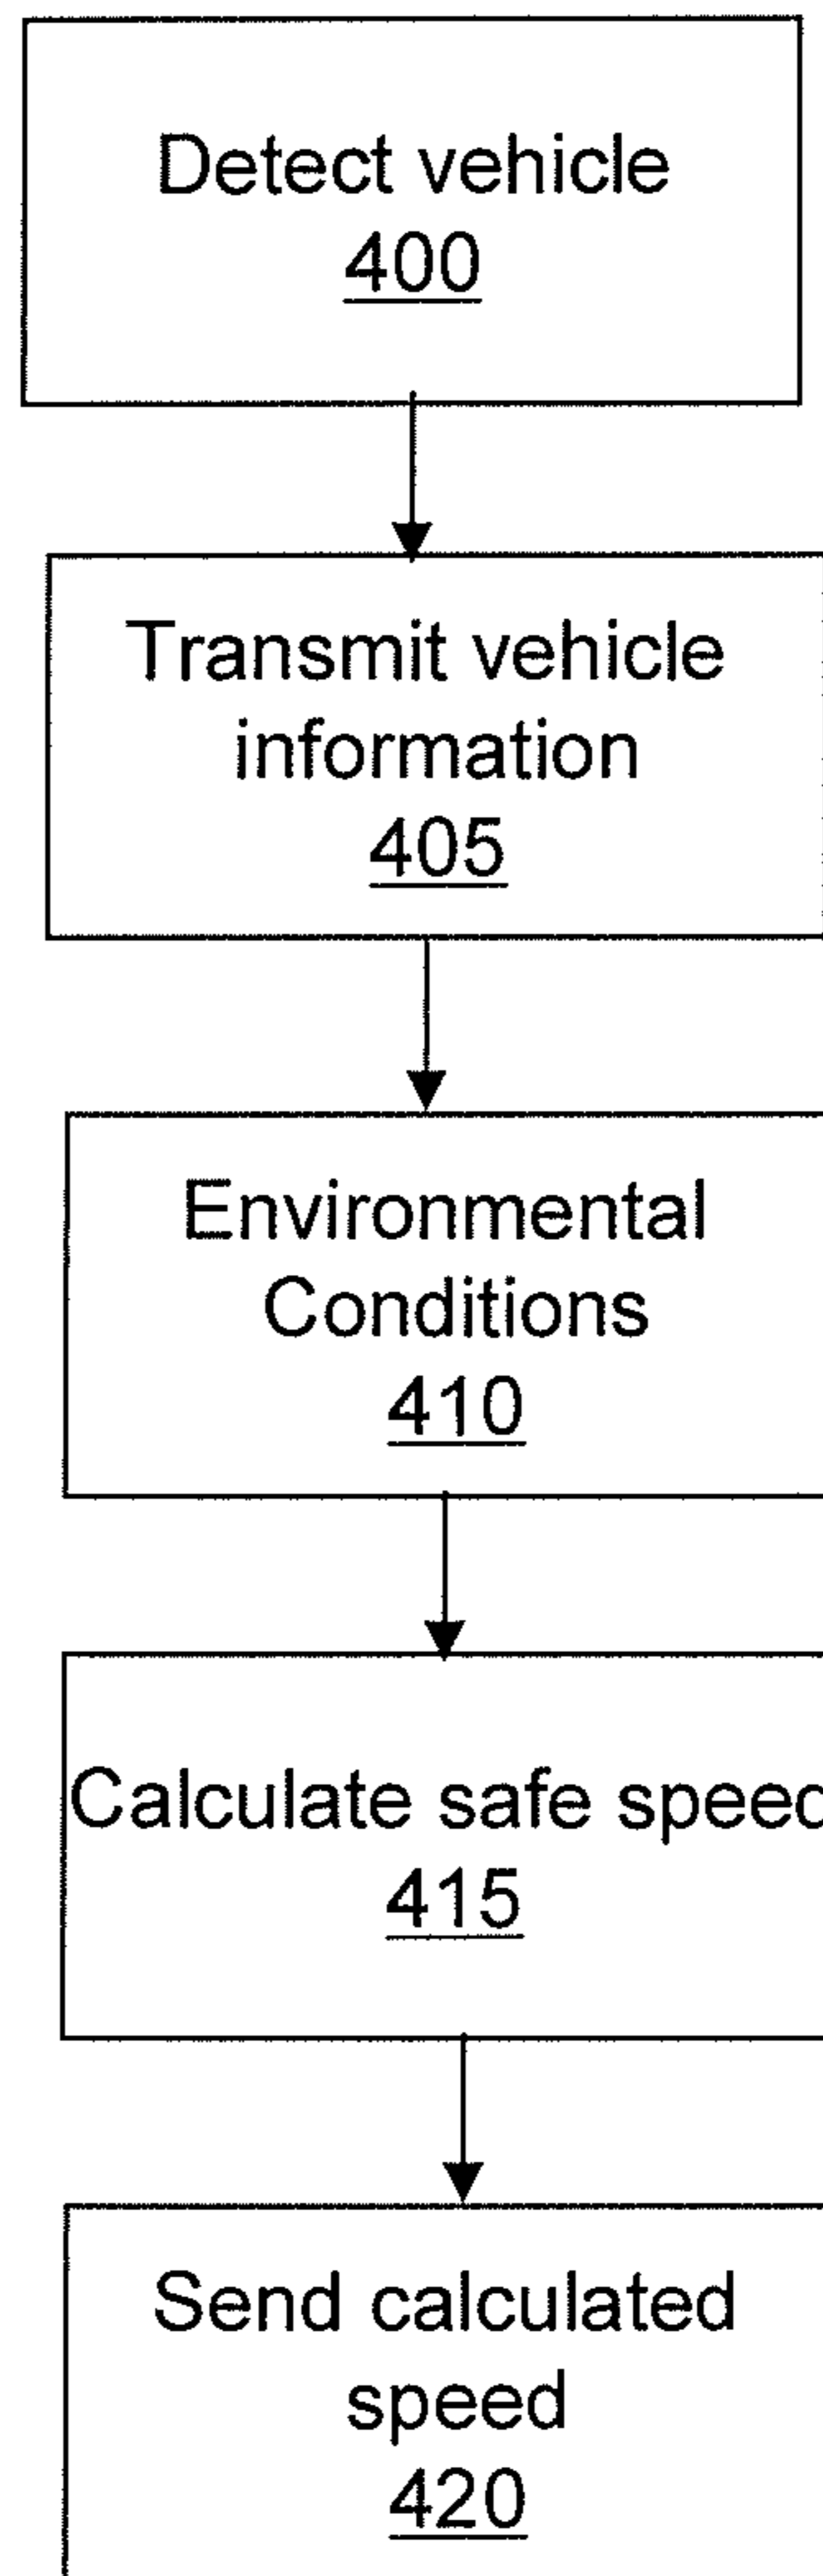 Detect vehicle
400
Transmit vehicle
information
405
Environmental
Conditions
410
Calculate safe speed
415
Send calculated
speed
420